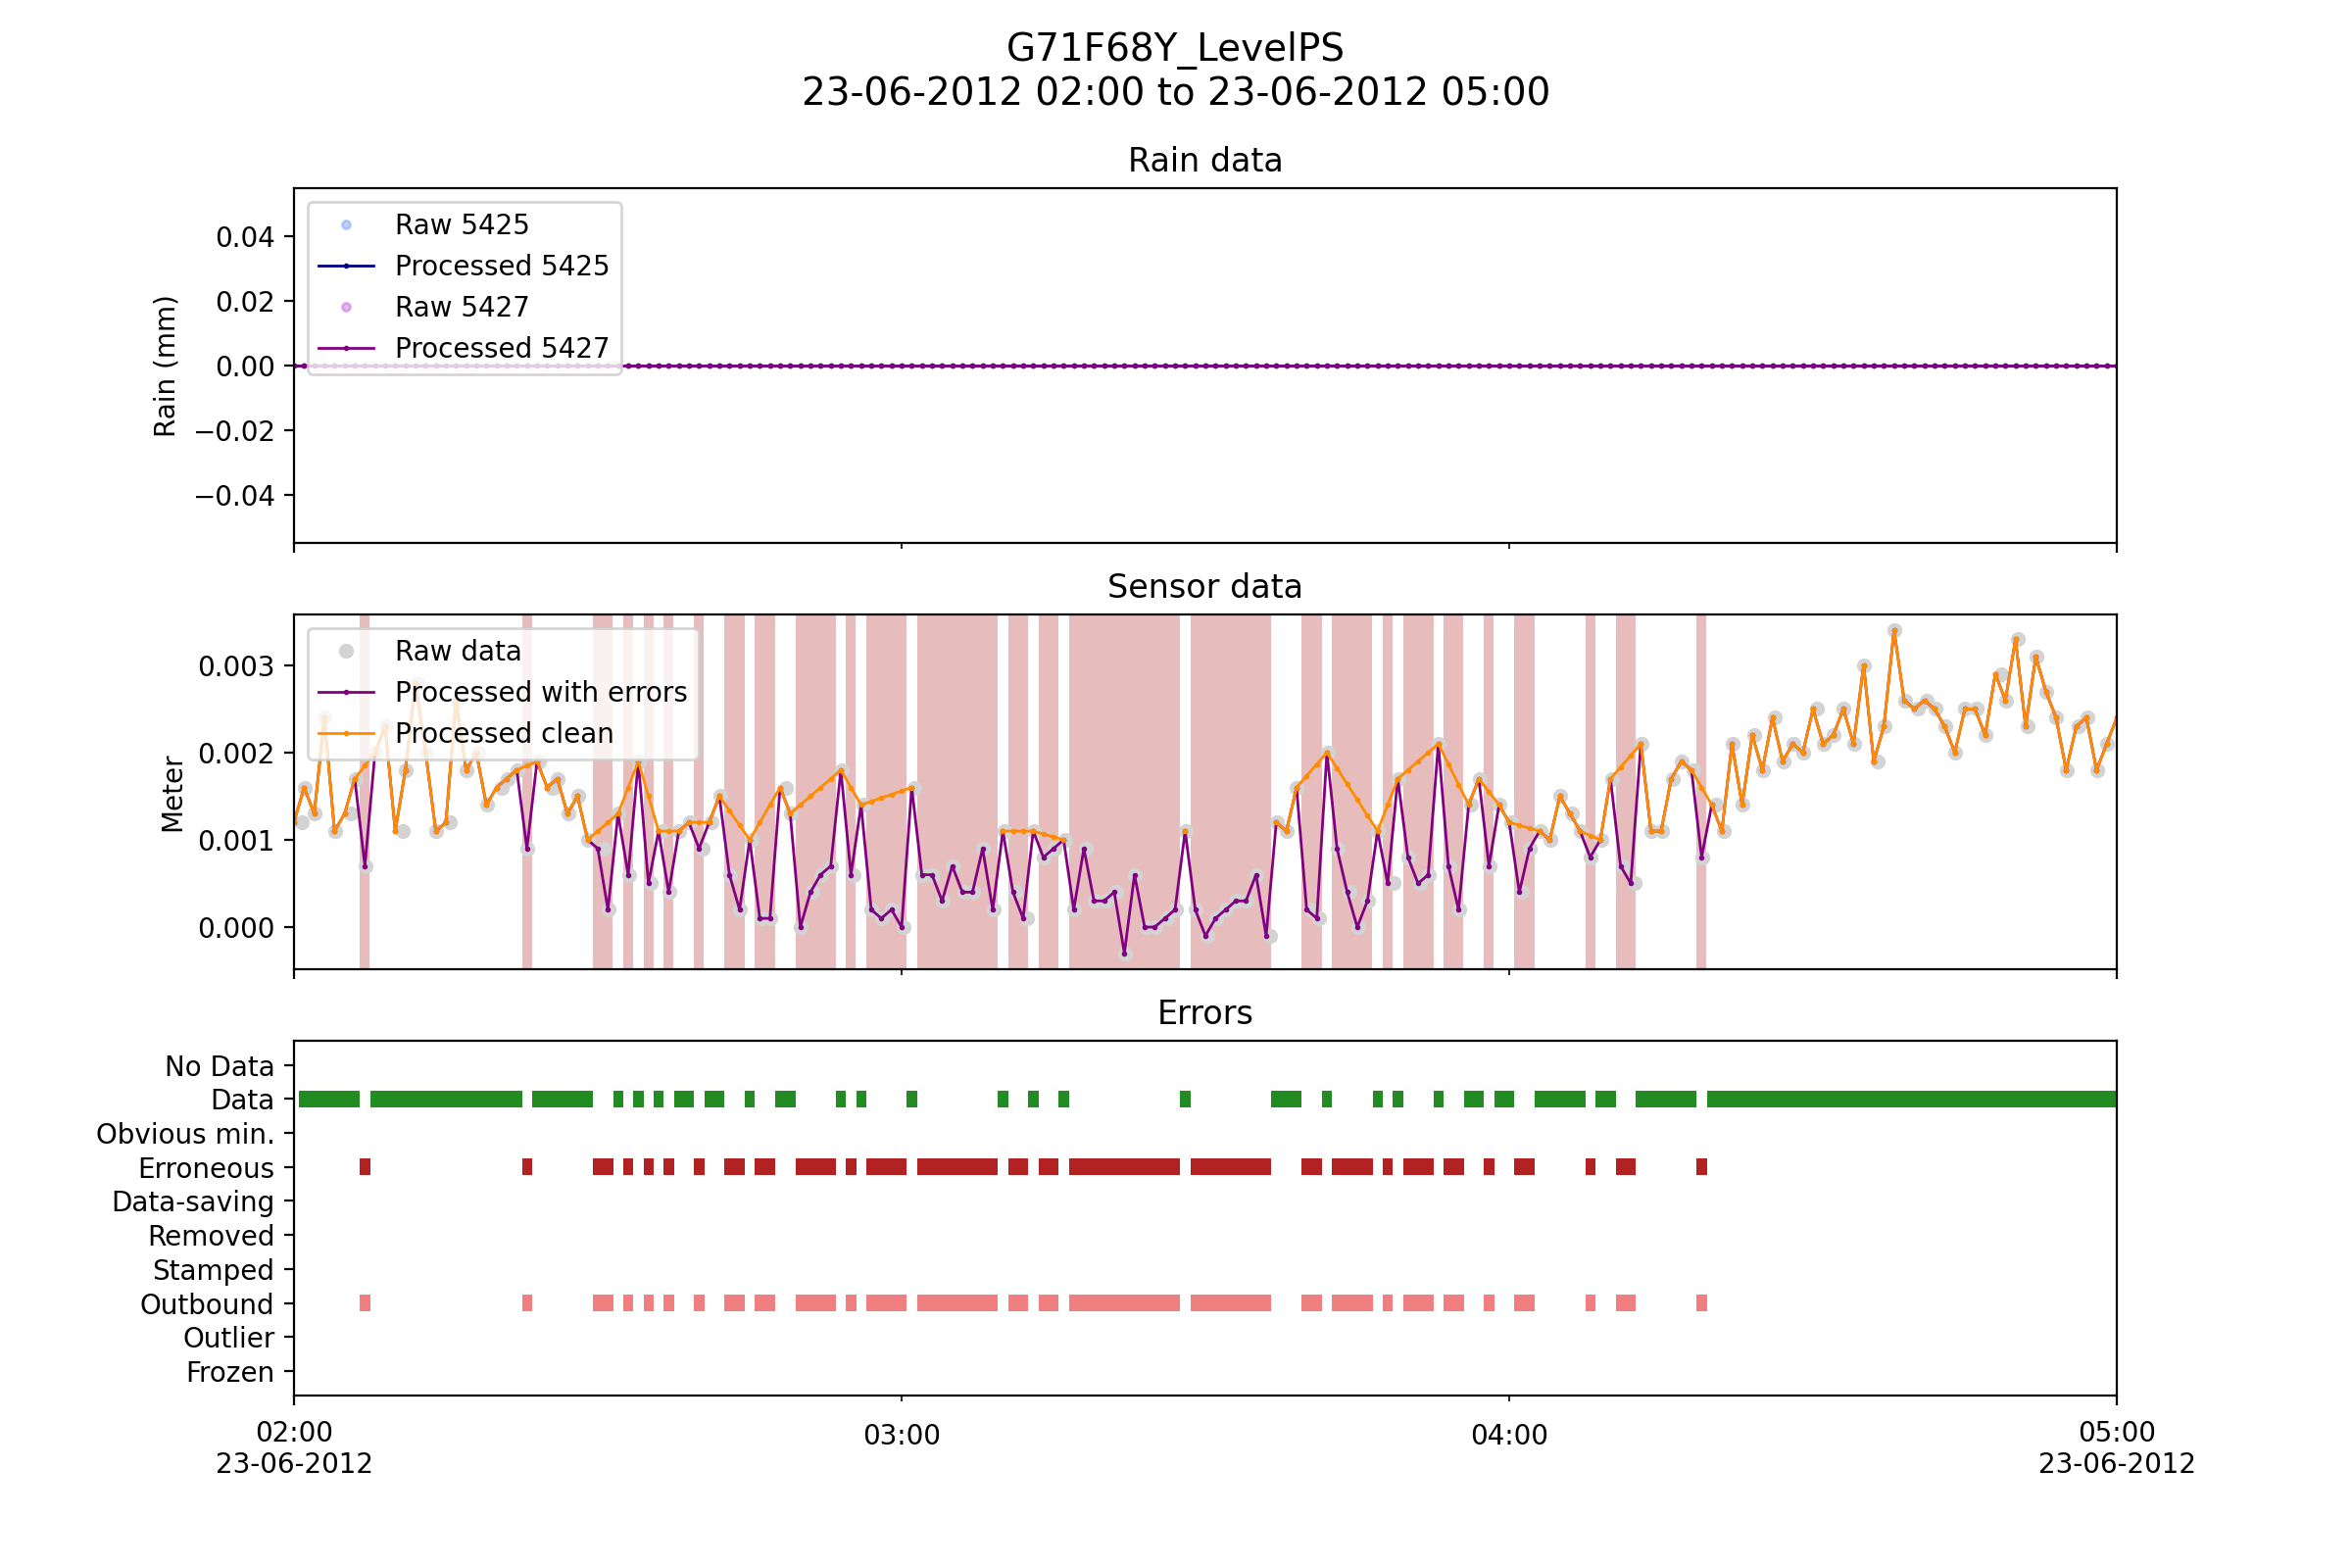 G71F68Y_LevelPS
23-06-2012 02:00 to 23-06-2012 05:00
Rain data
Rain (mm)
0.04
0.02
0.00
−0.02
−0.04
Raw 5425
Processed 5425
Raw 5427
Processed 5427
Sensor data
Meter
0.003
0.002
0.001
0.000
Raw data
Processed with errors
Processed clean
Errors
No Data
Data
Obvious min.
Erroneous
Data-saving
Removed
Stamped
Outbound
Outlier
Frozen
02:00
23-06-2012
03:00
04:00
05:00
23-06-2012